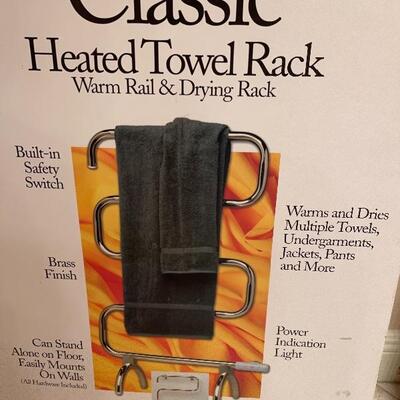 Classic
Heated Towel Rack
Warm Rail & Drying Rack
Built-in
Safety
Switch
Warms and Dries
Multiple Towels,
Undergarments,
Jackets, Pants
and More
Brass
Finish
Can Stand
Alone on Floor,
Easily Mounts
On Walls
(All Hardware Included)
Power
Indication
Light